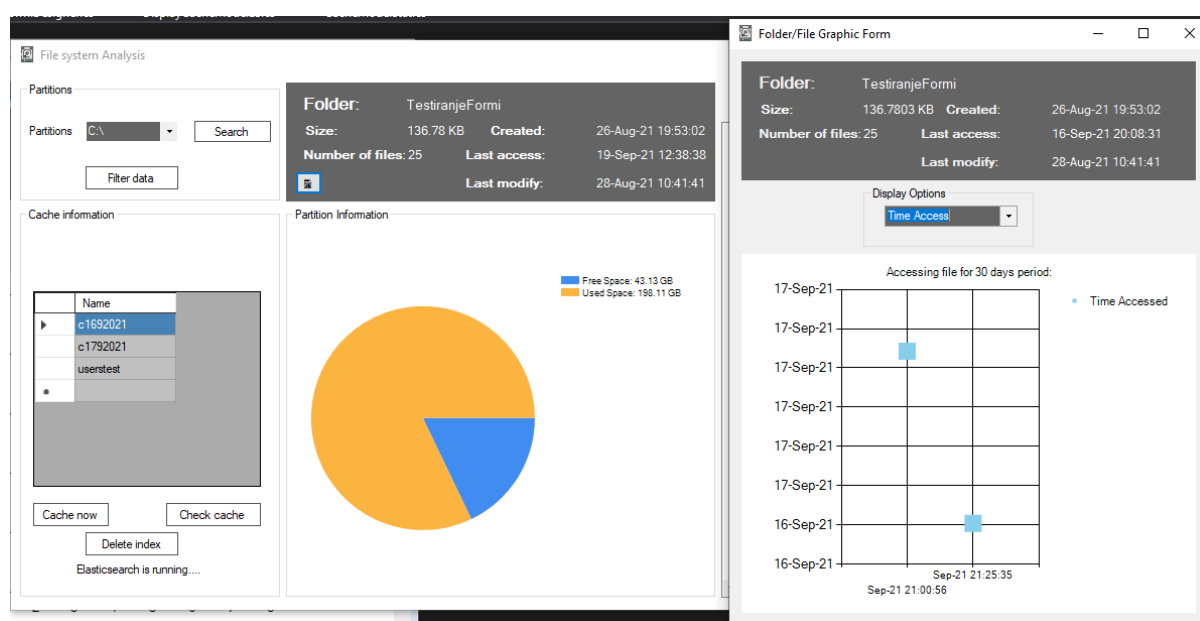 File system Analysis
Partitions
Partitions C:\ Search
Filter data
Folder: TestiranjeFormi
Size: 136.78 KB Created: 26-Aug-21 19:53:02
Number of files: 25 Last access: 19-Sep-21 12:38:38
Last modify: 28-Aug-21 10:41:41
Cache information
Name
c1692021
c1792021
userstest
Cache now Check cache
Delete index
Elasticsearch is running....
Partition Information
Free Space: 43.13 GB
Used Space: 198.11 GB
Folder/File Graphic Form
Folder: TestiranjeFormi
Size: 136.7803 KB Created: 26-Aug-21 19:53:02
Number of files: 25 Last access: 16-Sep-21 20:08:31
Last modify: 28-Aug-21 10:41:41
Display Options
Time Access
Accessing file for 30 days period:
Time Accessed
17-Sep-21
17-Sep-21
17-Sep-21
17-Sep-21
17-Sep-21
17-Sep-21
16-Sep-21
16-Sep-21
Sep-21 21:25:35
Sep-21 21:00:56